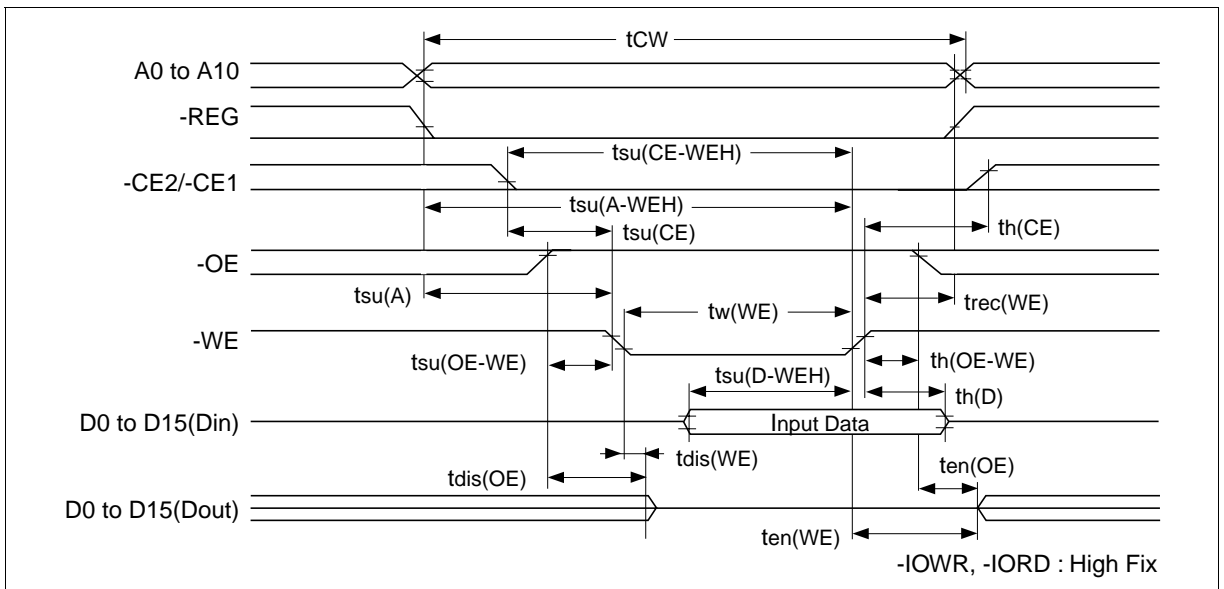 tCW
A0 to A10
-REG
tsu(CE-WEH)
-CE2/-CE1
tsu(A-WEH)
tsu(CE)
th(CE)
-OE
tsu(A)
tw(WE)
trec(WE)
-WE
tsu(OE-WE)
th(OE-WE)
tsu(D-WEH)
th(D)
D0 to D15(Din)
Input Data
tdis(WE)
ten(OE)
tdis(OE)
D0 to D15(Dout)
ten(WE)
-IOWR, -IORD : High Fix